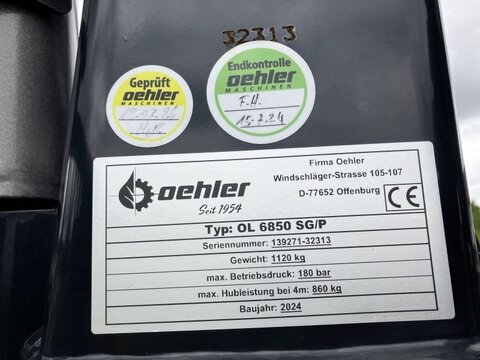 32313
Geprüft
oehler
MASCHINEN
Endkontrolle
oehler
MASCHINEN
F.H.
15.2.24
oehler
Seit 1954
Firma Oehler
Windschläger-Strasse 105-107
D-77652 Offenburg
CE
Typ: OL 6850 SG/P
Seriennummer: 139271-32313
Gewicht: 1120 kg
max. Betriebsdruck: 180 bar
max. Hubleistung bei 4m: 860 kg
Baujahr: 2024